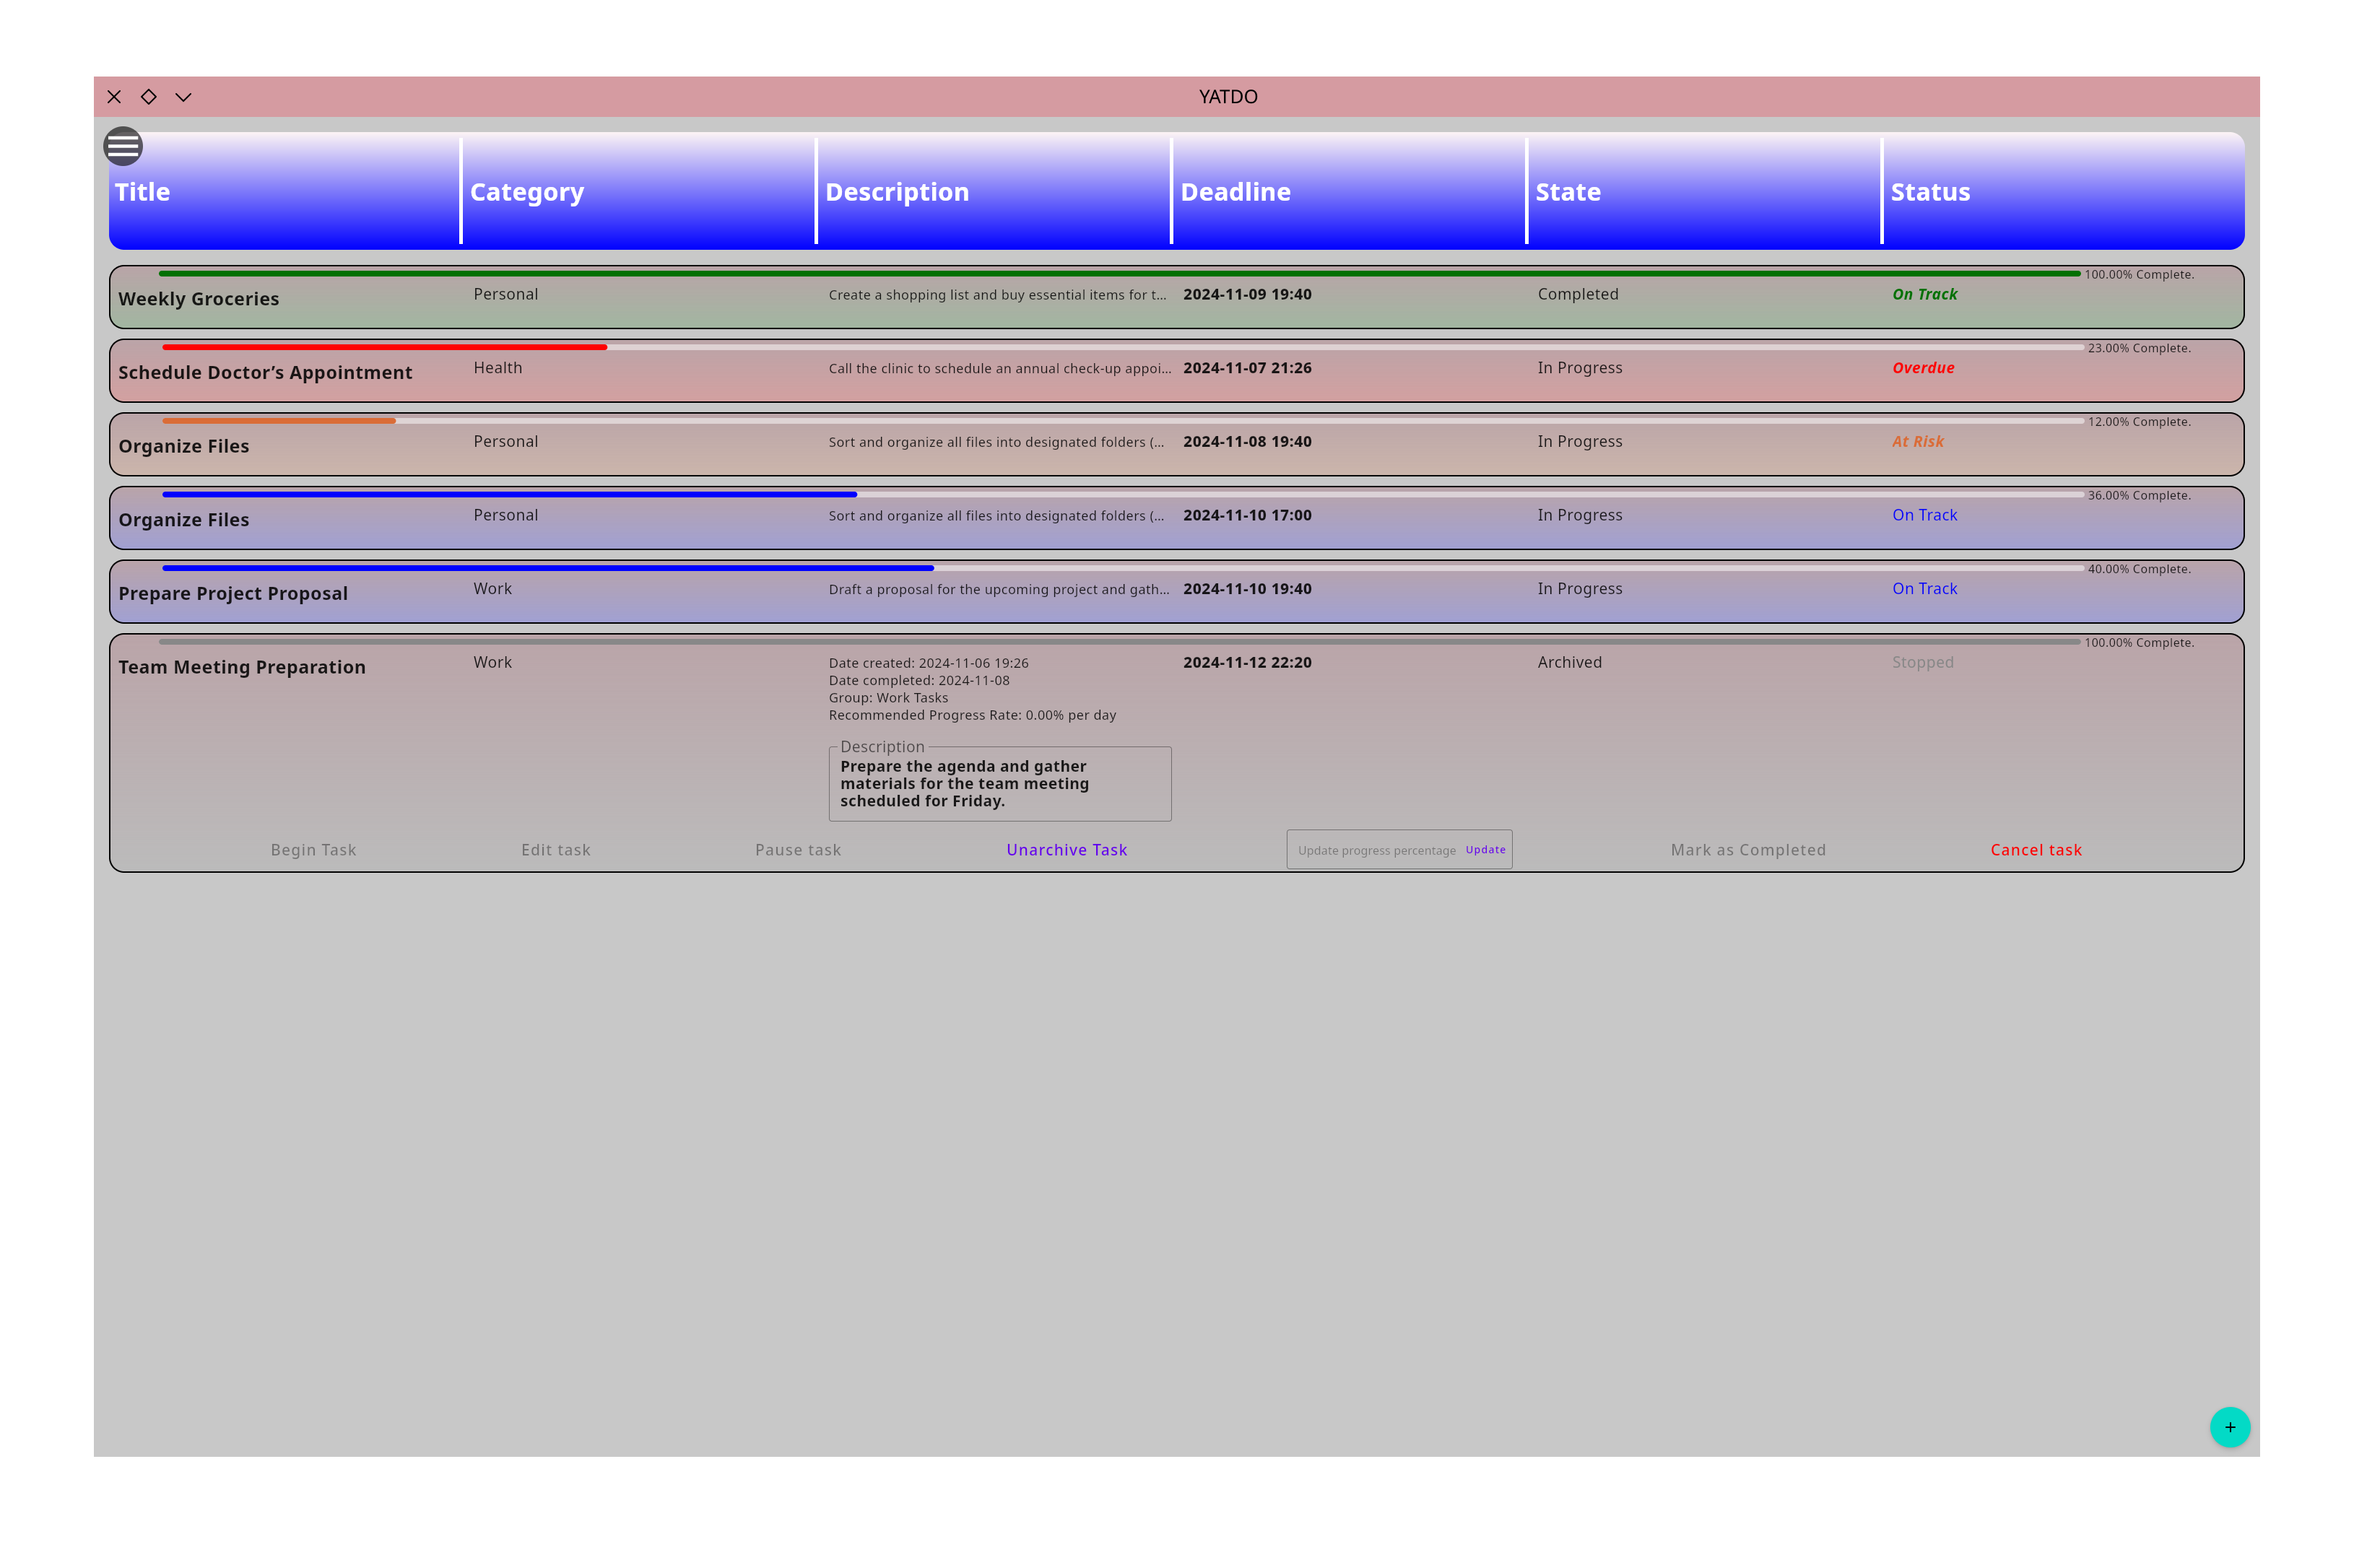 YATDO
Title Category Description Deadline State Status
100.00% Complete.
Weekly Groceries Personal Create a shopping list and buy essential items for t... 2024-11-09 19:40 Completed On Track
23.00% Complete.
Schedule Doctor’s Appointment Health Call the clinic to schedule an annual check-up appoi... 2024-11-07 21:26 In Progress Overdue
12.00% Complete.
Organize Files Personal Sort and organize all files into designated folders (... 2024-11-08 19:40 In Progress At Risk
36.00% Complete.
Organize Files Personal Sort and organize all files into designated folders (... 2024-11-10 17:00 In Progress On Track
40.00% Complete.
Prepare Project Proposal Work Draft a proposal for the upcoming project and gath... 2024-11-10 19:40 In Progress On Track
100.00% Complete.
Team Meeting Preparation Work Date created: 2024-11-06 19:26 2024-11-12 22:20 Archived Stopped
Date completed: 2024-11-08
Group: Work Tasks
Recommended Progress Rate: 0.00% per day
Description
Prepare the agenda and gather
materials for the team meeting
scheduled for Friday.
Begin Task Edit task Pause task Unarchive Task Update progress percentage Update Mark as Completed Cancel task
+